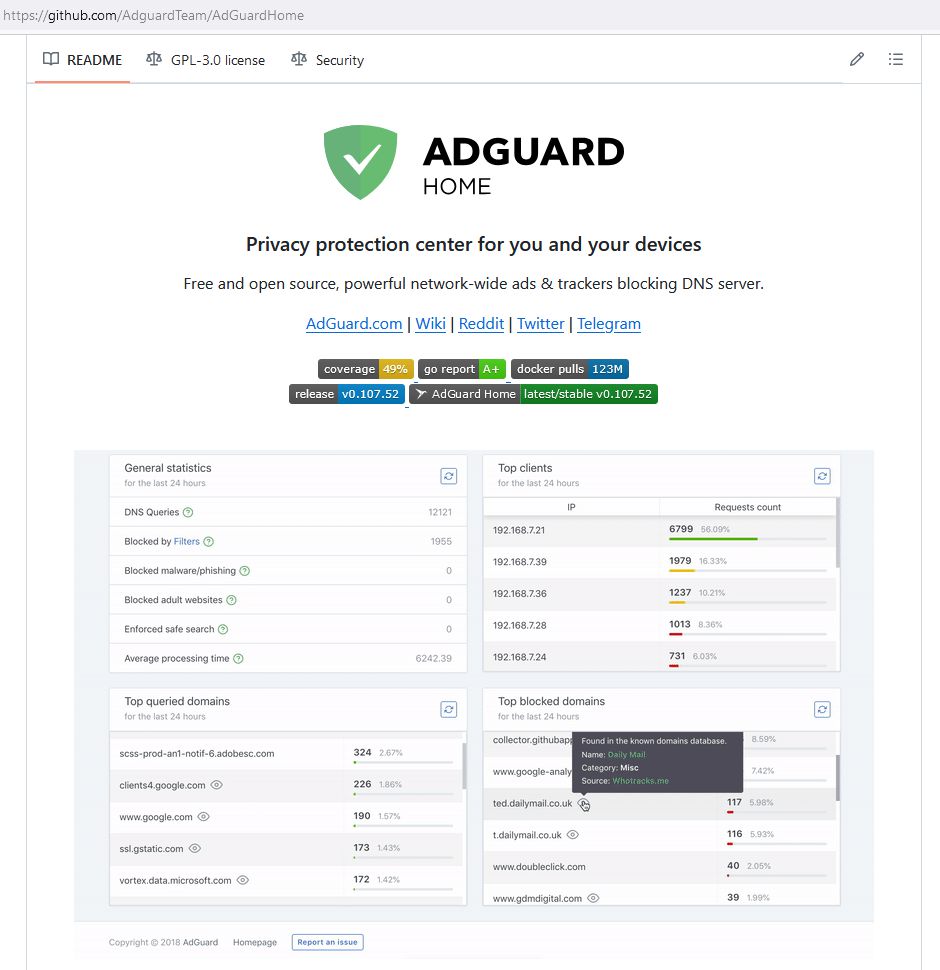 https://github.com/AdguardTeam/AdGuardHome
README GPL-3.0 license Security
ADGUARD
HOME
Privacy protection center for you and your devices
Free and open source, powerful network-wide ads & trackers blocking DNS server.
AdGuard.com | Wiki | Reddit | Twitter | Telegram
coverage 49% go report A+ docker pulls 123M
release v0.107.52 AdGuard Home latest/stable v0.107.52
General statistics
for the last 24 hours
DNS Queries 12121
Blocked by Filters 1955
Blocked malware/phishing 0
Blocked adult websites 0
Enforced safe search 0
Average processing time 6242.39
Top clients
for the last 24 hours
IP Requests count
192.168.7.21 6799 56.09%
192.168.7.39 1979 16.33%
192.168.7.36 1237 10.21%
192.168.7.28 1013 8.36%
192.168.7.24 731 6.03%
Top queried domains
for the last 24 hours
scss-prod-an1-notif-6.adobesc.com 324 2.67%
clients4.google.com 226 1.86%
www.google.com 190 1.57%
ssl.gstatic.com 173 1.43%
vortex.data.microsoft.com 172 1.42%
Top blocked domains
for the last 24 hours
collector.githubapp 8.59%
www.google-analy 7.42%
Found in the known domains database.
Name: Daily Mail
Category: Misc
Source: Whotracks.me
ted.dailymail.co.uk 117 5.98%
t.dailymail.co.uk 116 5.93%
www.doubleclick.com 40 2.05%
www.gdmdigital.com 39 1.99%
Copyright © 2018 AdGuard Homepage Report an issue